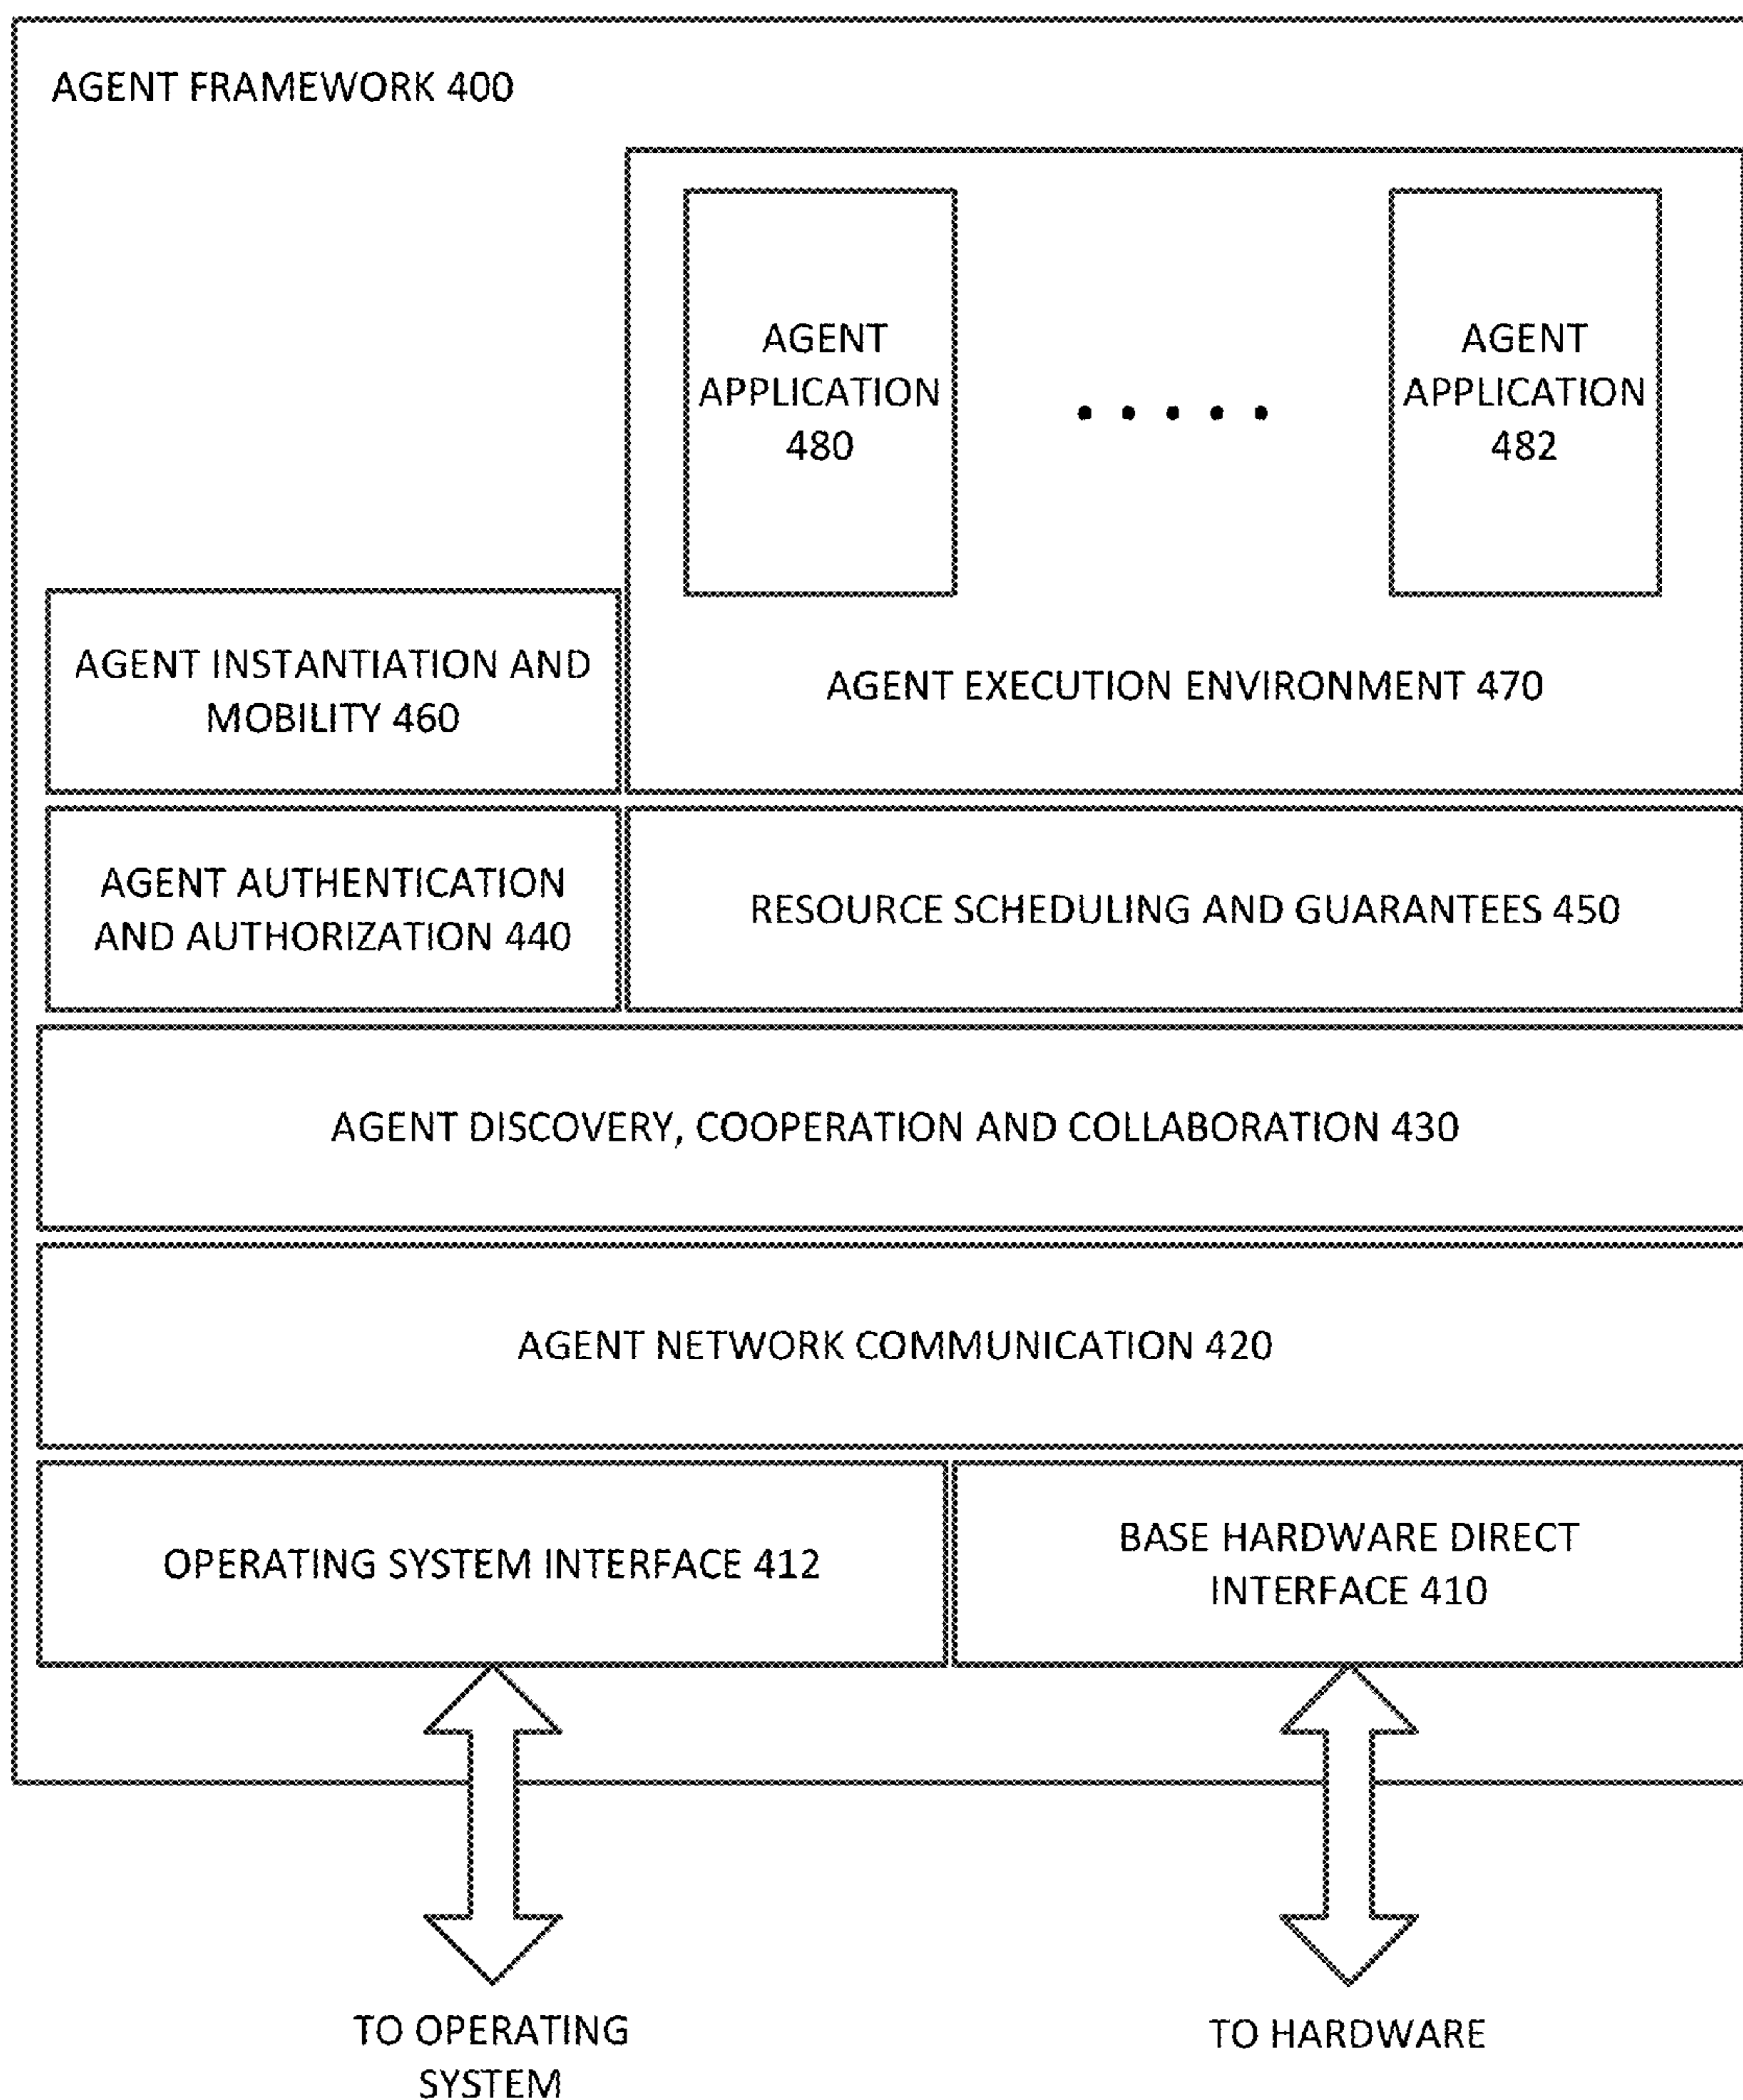 AGENT FRAMEWORK 400
AGENT
APPLICATION
480
AGENT
APPLICATION
482
AGENT INSTANTIATION AND
MOBILITY 460
AGENT EXECUTION ENVIRONMENT 470
AGENT AUTHENTICATION
AND AUTHORIZATION 440
RESOURCE SCHEDULING AND GUARANTEES 450
AGENT DISCOVERY, COOPERATION AND COLLABORATION 430
AGENT NETWORK COMMUNICATION 420
OPERATING SYSTEM INTERFACE 412
BASE HARDWARE DIRECT
INTERFACE 410
TO OPERATING
SYSTEM
TO HARDWARE